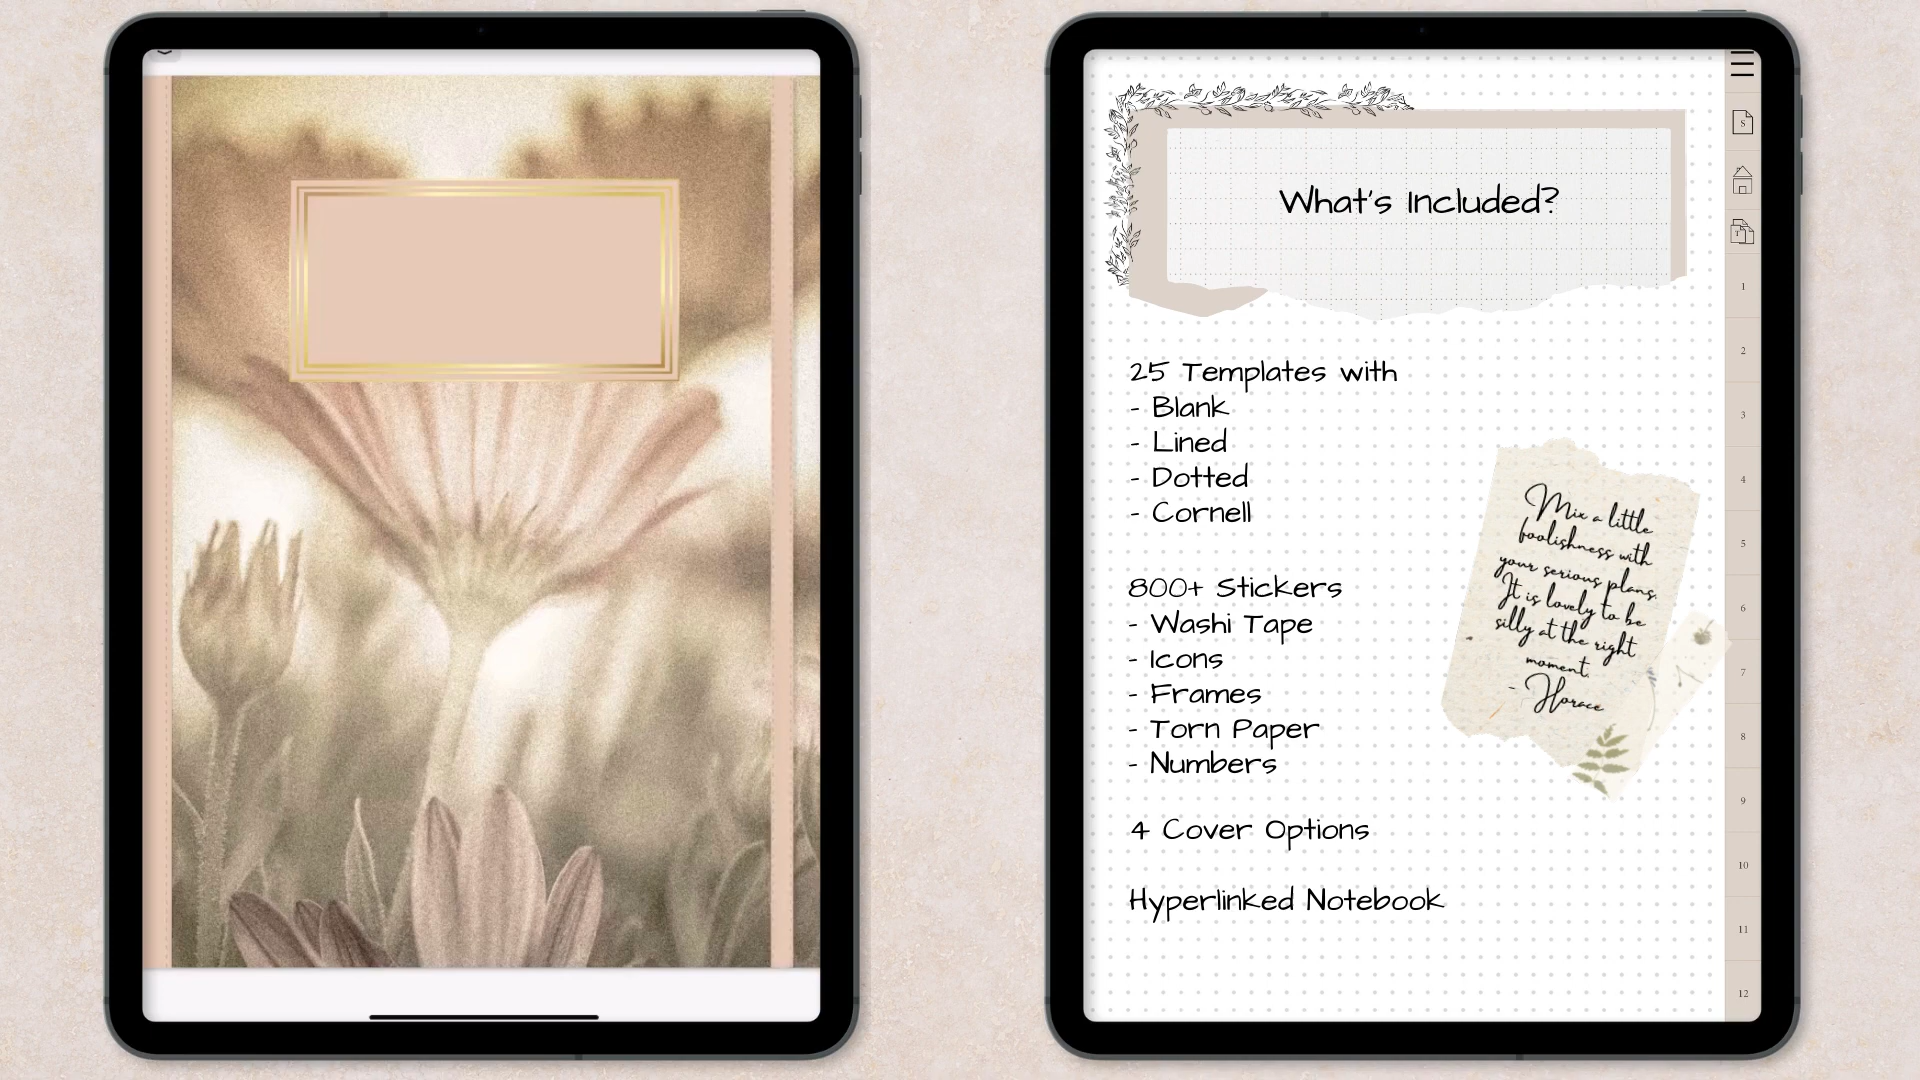 What's Included?
25 Templates with
- Blank
- Lined
- Dotted
- Cornell
800+ Stickers
- Washi Tape
- Icons
- Frames
- Torn Paper
- Numbers
4 Cover Options
Hyperlinked Notebook
Mix a little
foolishness with
your serious plans.
It is lovely to be
silly at the right
moment.
- Horace
S
T
1
2
3
4
5
6
7
8
9
10
11
12